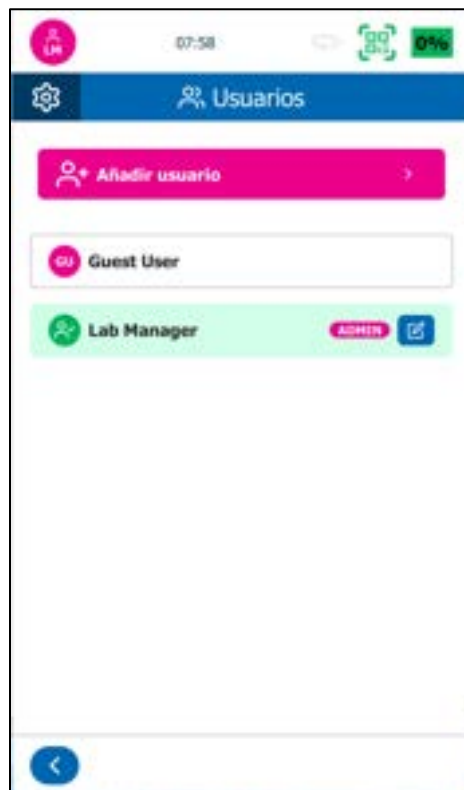 LM
07:58
0%
Usuarios
Añadir usuario
GU Guest User
Lab Manager ADMIN